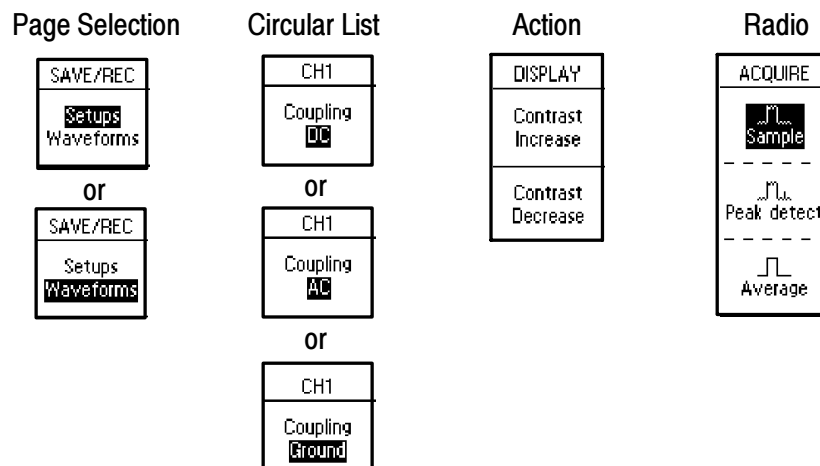 Page Selection
SAVE/REC
Setups
Waveforms
or
SAVE/REC
Setups
Waveforms
Circular List
CH1
Coupling
DC
or
CH1
Coupling
AC
or
CH1
Coupling
Ground
Action
DISPLAY
Contrast
Increase
Contrast
Decrease
Radio
ACQUIRE
Sample
Peak detect
Average